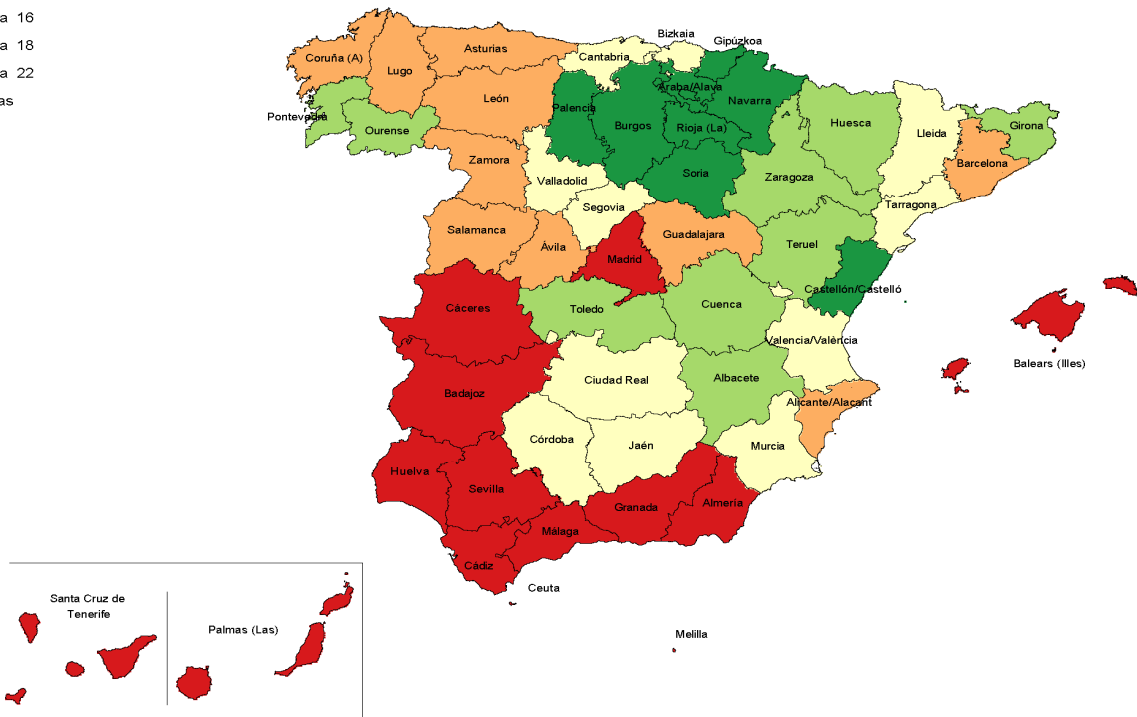 a 16
a 18
a 22
as
Bizkaia
Gipúzkoa
Coruña (A)
Lugo
Asturias
Cantabria
León
Palencia
Burgos
Araba/Álava
Navarra
Rioja (La)
Pontevedra
Ourense
Huesca
Lleida
Girona
Barcelona
Zamora
Valladolid
Soria
Zaragoza
Segovia
Tarragona
Salamanca
Ávila
Madrid
Guadalajara
Teruel
Castellón/Castelló
Cáceres
Toledo
Cuenca
Valencia/València
Balears (Illes)
Badajoz
Ciudad Real
Albacete
Alicante/Alacant
Huelva
Sevilla
Córdoba
Jaén
Murcia
Granada
Almería
Málaga
Cádiz
Ceuta
Melilla
Santa Cruz de
Tenerife
Palmas (Las)